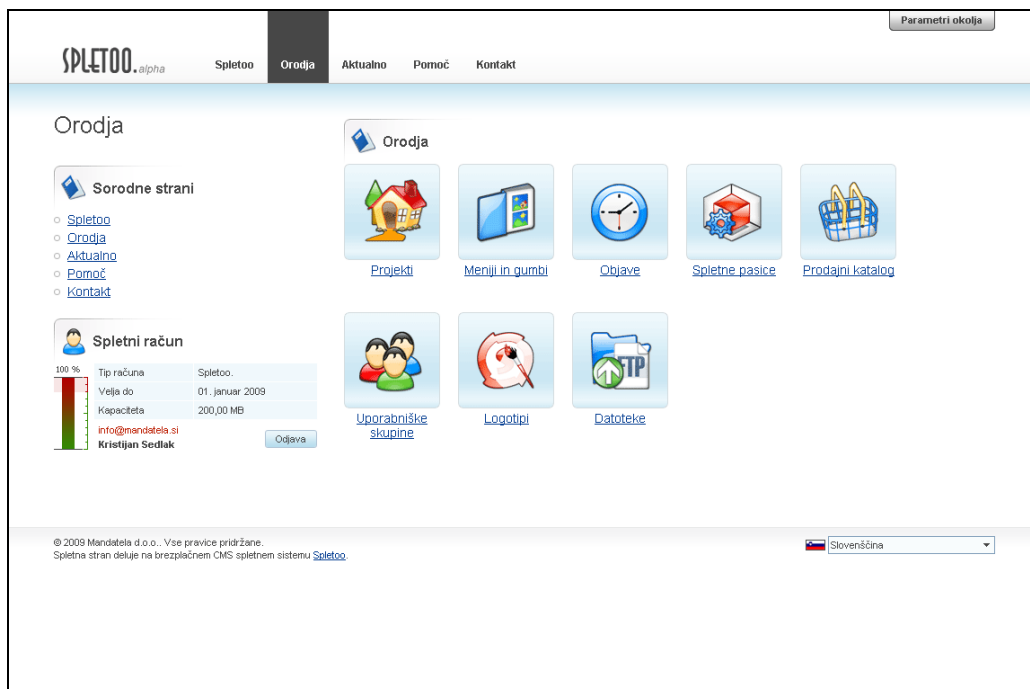 Parametri okolja
SPLETOO.alpha
Spletoo
Orodja
Aktualno
Pomoč
Kontakt
Orodja
Sorodne strani
Spletoo
Orodja
Aktualno
Pomoč
Kontakt
Spletni račun
100 %
Tip računa Spletoo.
Velja do 01. januar 2009
Kapaciteta 200,00 MB
info@mandatela.si
Kristijan Sedlak
Odjava
Orodja
Projekti
Meniji in gumbi
Objave
Spletne pasice
Prodajni katalog
FTP
Uporabniške
skupine
Logotipi
Datoteke
© 2009 Mandatela d.o.o.. Vse pravice pridržane.
Spletna stran deluje na brezplačnem CMS spletnem sistemu Spletoo.
Slovenščina